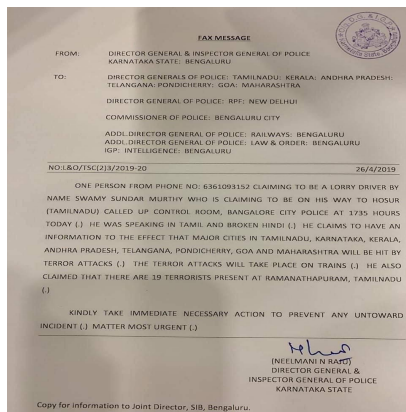 FAX MESSAGE
FROM: DIRECTOR GENERAL & INSPECTOR GENERAL OF POLICE
KARNATAKA STATE: BENGALURU
TO: DIRECTOR GENERALS OF POLICE: TAMILNADU: KERALA: ANDHRA PRADESH:
TELANGANA: PONDICHERRY: GOA: MAHARASHTRA
DIRECTOR GENERAL OF POLICE: RPF: NEW DELHUI
COMMISSIONER OF POLICE: BENGALURU CITY
ADDL.DIRECTOR GENERAL OF POLICE: RAILWAYS: BENGALURU
ADDL.DIRECTOR GENERAL OF POLICE: LAW & ORDER: BENGALURU
IGP: INTELLIGENCE: BENGALURU
NO:L&O/TSC(2)3/2019-20 26/4/2019
ONE PERSON FROM PHONE NO: 6361093152 CLAIMING TO BE A LORRY DRIVER BY
NAME SWAMY SUNDAR MURTHY WHO IS CLAIMING TO BE ON HIS WAY TO HOSUR
(TAMILNADU) CALLED UP CONTROL ROOM, BANGALORE CITY POLICE AT 1735 HOURS
TODAY (.) HE WAS SPEAKING IN TAMIL AND BROKEN HINDI (.) HE CLAIMS TO HAVE AN
INFORMATION TO THE EFFECT THAT MAJOR CITIES IN TAMILNADU, KARNATAKA, KERALA,
ANDHRA PRADESH, TELANGANA, PONDICHERRY, GOA AND MAHARASHTRA WILL BE HIT BY
TERROR ATTACKS (.) THE TERROR ATTACKS WILL TAKE PLACE ON TRAINS (.) HE ALSO
CLAIMED THAT THERE ARE 19 TERRORISTS PRESENT AT RAMANATHAPURAM, TAMILNADU
(.)
KINDLY TAKE IMMEDIATE NECESSARY ACTION TO PREVENT ANY UNTOWARD
INCIDENT (.) MATTER MOST URGENT (.)
(NEELMANI N RAJU)
DIRECTOR GENERAL &
INSPECTOR GENERAL OF POLICE
KARNATAKA STATE
Copy for information to Joint Director, SIB, Bengaluru.